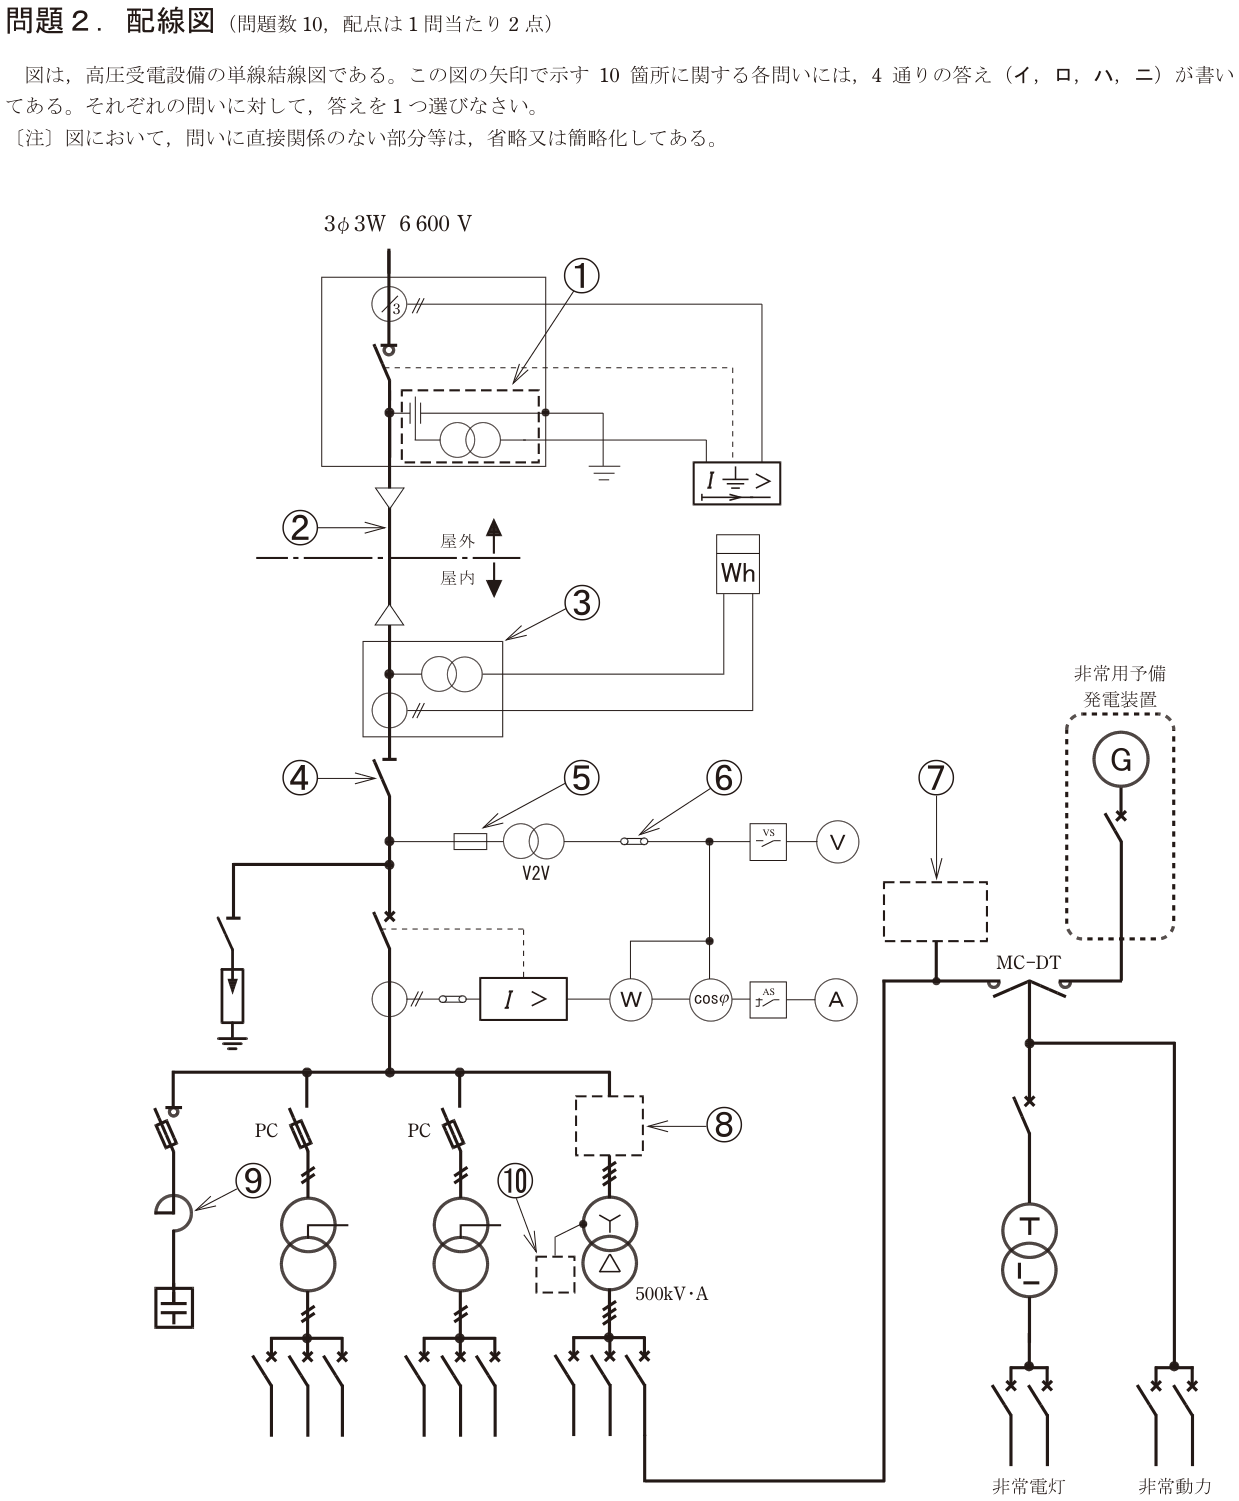 問題２．配線図（問題数 10，配点は 1 問当たり 2 点）
図は，高圧受電設備の単線結線図である。この図の矢印で示す 10 箇所に関する各問いには，4 通りの答え（イ，ロ，ハ，ニ）が書い
てある。それぞれの問いに対して，答えを 1 つ選びなさい。
〔注〕図において，問いに直接関係のない部分等は，省略又は簡略化してある。
3φ3W 6 600 V
①
3
I >
②
屋外
屋内
Wh
③
非常用予備
発電装置
G
④
⑤
⑥
⑦
VS
V
V2V
MC-DT
I >
W
cosφ
AS
A
PC
PC
⑧
⑨
⑩
500kV･A
非常電灯
非常動力